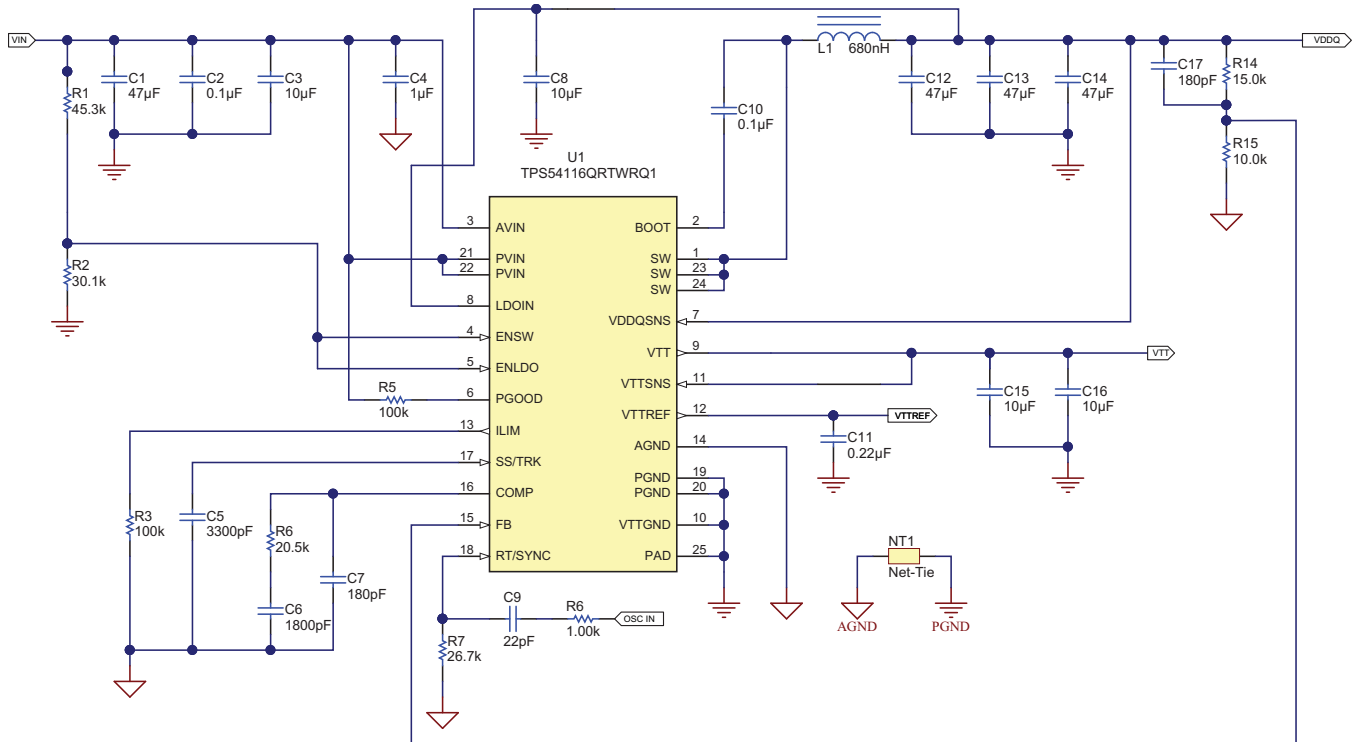 VIN
VDDQ
L1 680nH
C1
47µF
C2
0.1µF
C3
10µF
C4
1µF
C8
10µF
C10
0.1µF
C12
47µF
C13
47µF
C14
47µF
C17
180pF
R14
15.0k
R1
45.3k
R15
10.0k
U1
TPS54116QRTWRQ1
R2
30.1k
3 AVIN
21 PVIN
22 PVIN
8 LDOIN
4 ENSW
5 ENLDO
6 PGOOD
13 ILIM
17 SS/TRK
16 COMP
15 FB
18 RT/SYNC
BOOT 2
SW 1
SW 23
SW 24
VDDQSNS 7
VTT 9
VTTSNS 11
VTTREF 12
AGND 14
PGND 19
PGND 20
VTTGND 10
PAD 25
VTT
C15
10µF
C16
10µF
VTTREF
C11
0.22µF
R5
100k
R3
100k
C5
3300pF
R6
20.5k
C7
180pF
C6
1800pF
C9
22pF
R6
1.00k
OSC IN
R7
26.7k
NT1
Net-Tie
AGND
PGND